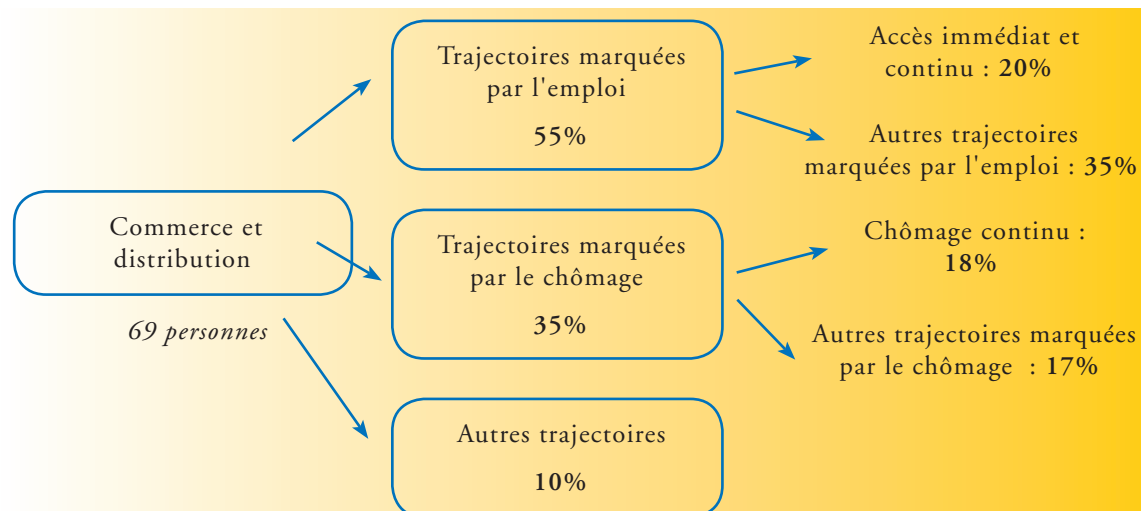 Commerce et
distribution
69 personnes
Trajectoires marquées
par l'emploi
55%
Accès immédiat et
continu : 20%
Autres trajectoires
marquées par l'emploi : 35%
Trajectoires marquées
par le chômage
35%
Chômage continu :
18%
Autres trajectoires marquées
par le chômage  : 17%
Autres trajectoires
10%